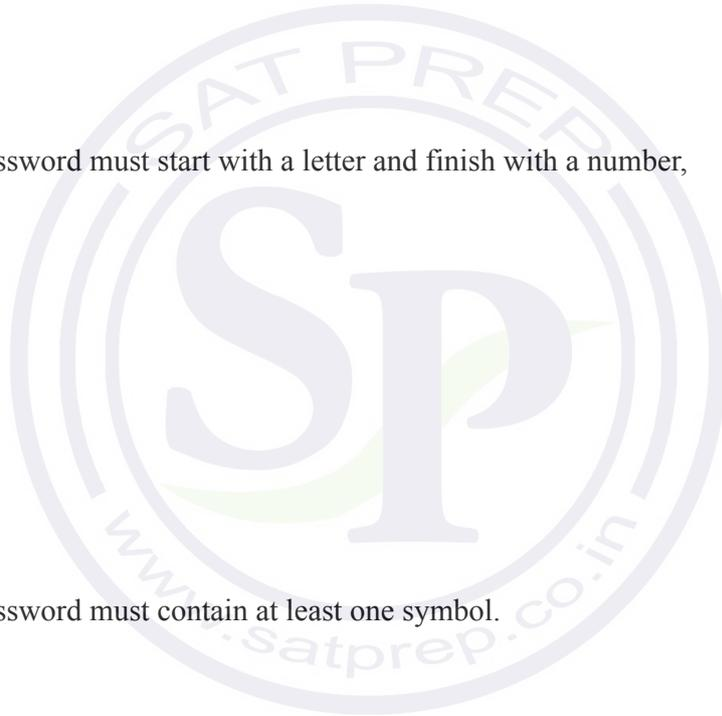 SAT PREP
ssword must start with a letter and finish with a number,
SP
ssword must contain at least one symbol.
www.satprep.co.in